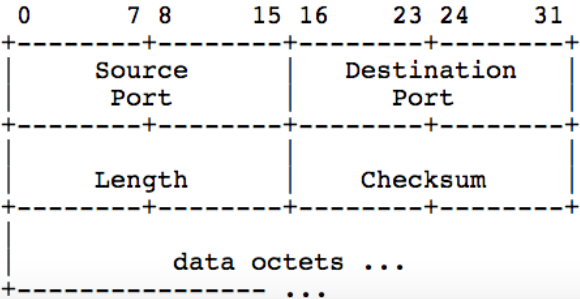 0 7 8 15 16 23 24 31
+--------+--------+--------+--------+
| Source | Destination |
| Port | Port |
+--------+--------+--------+--------+
| | |
| Length | Checksum |
+--------+--------+--------+--------+
|
| data octets ...
+---------------- ...